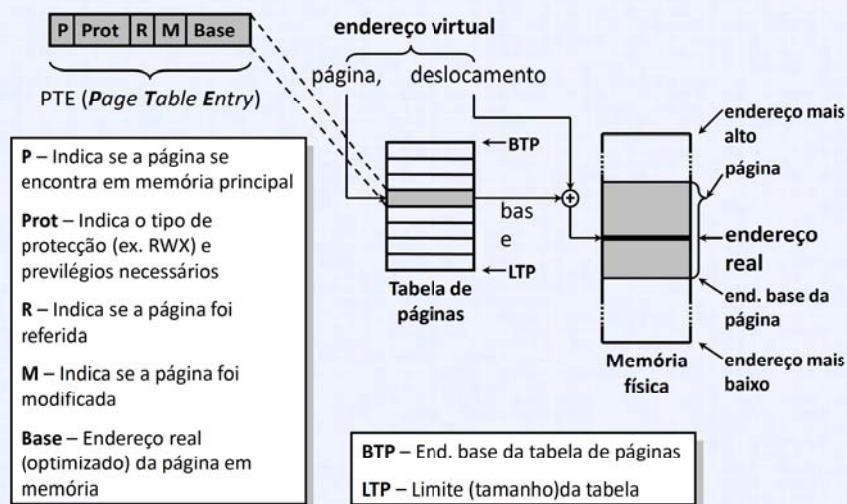 P Prot R M Base
PTE (Page Table Entry)
endereço virtual
página, deslocamento
P – Indica se a página se
encontra em memória principal
Prot – Indica o tipo de
protecção (ex. RWX) e
previlégios necessários
R – Indica se a página foi
referida
M – Indica se a página foi
modificada
Base – Endereço real
(optimizado) da página em
memória
BTP
bas
e
LTP
Tabela de
páginas
+
endereço mais
alto
página
endereço
real
end. base da
página
endereço mais
baixo
Memória
física
BTP – End. base da tabela de páginas
LTP – Limite (tamanho)da tabela